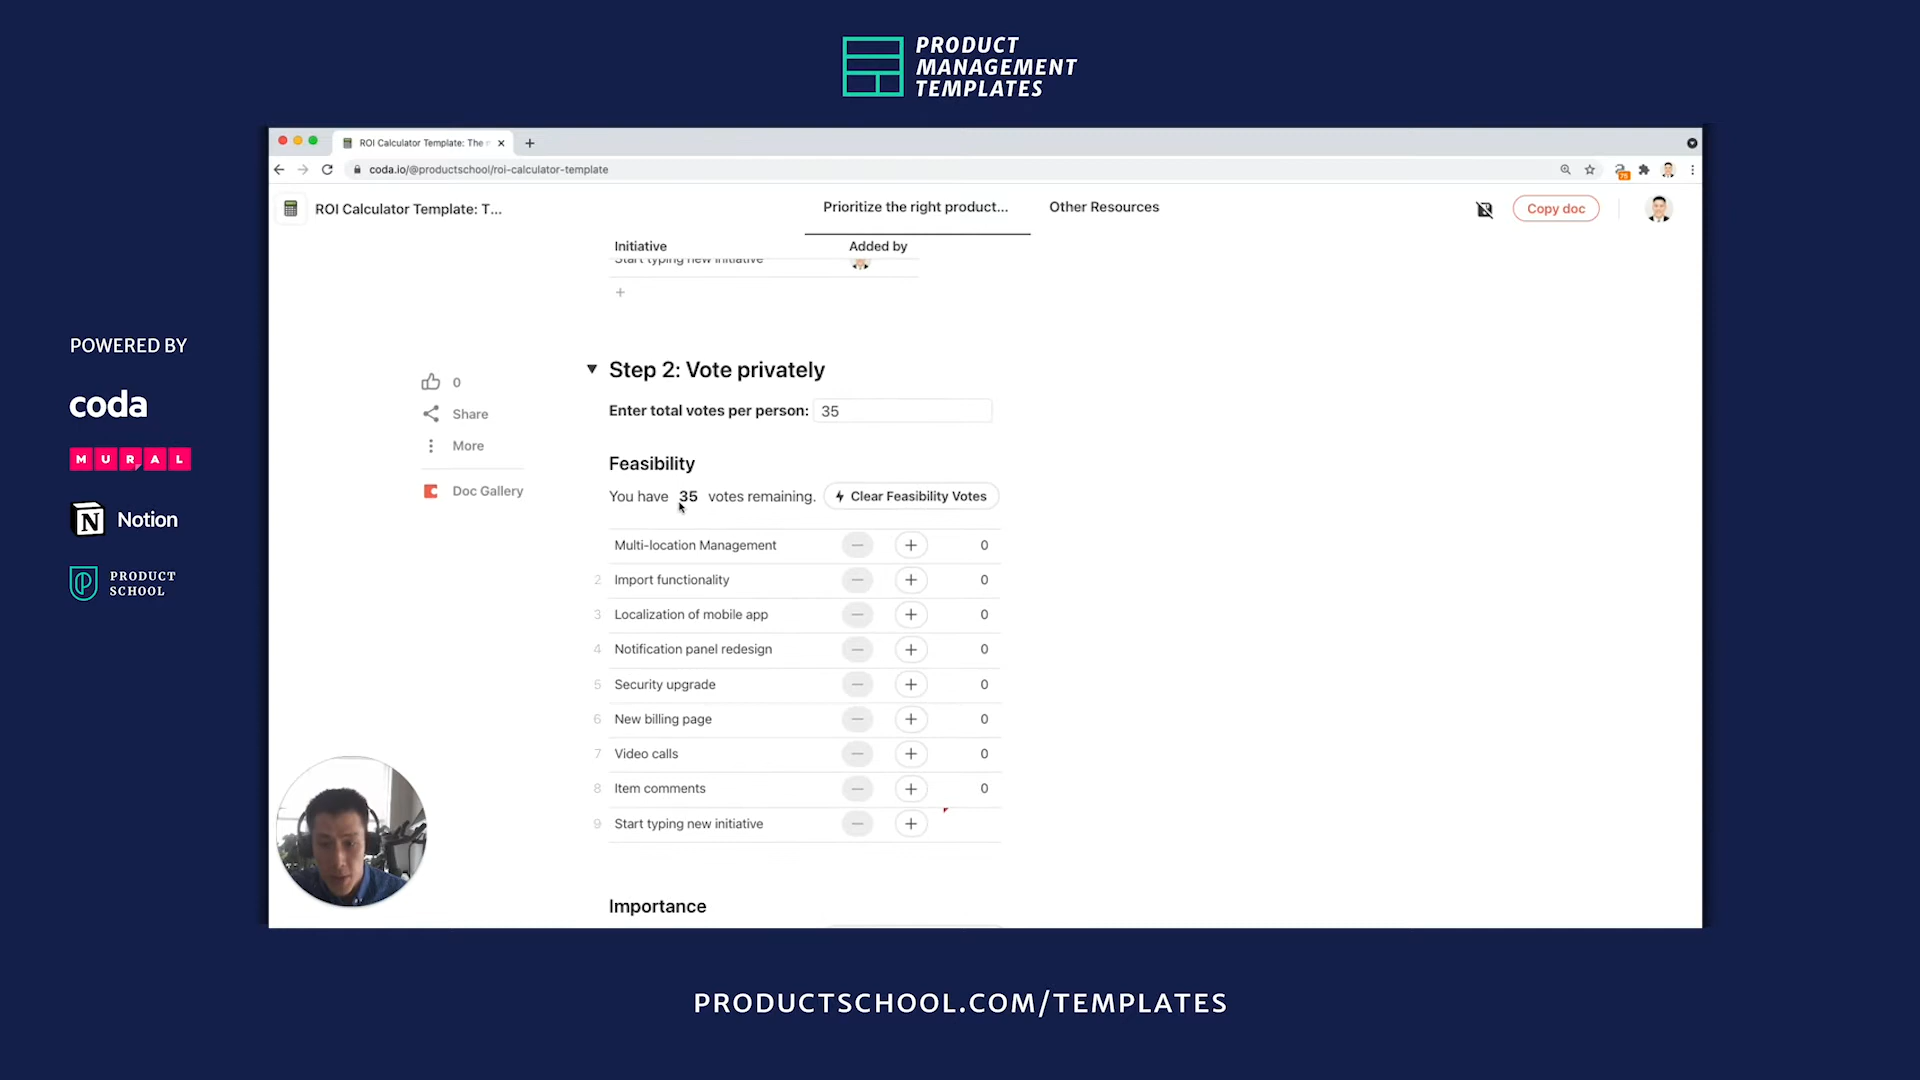 PRODUCT
MANAGEMENT
TEMPLATES
ROI Calculator Template: The
coda.io/@productschool/roi-calculator-template
75
ROI Calculator Template: T...
Prioritize the right product...
Other Resources
Copy doc
Initiative
Added by
Start typing new initiative
POWERED BY
coda
MURAL
Notion
PRODUCT
SCHOOL
0
Share
More
Doc Gallery
Step 2: Vote privately
Enter total votes per person: 35
Feasibility
You have 35 votes remaining. Clear Feasibility Votes
Multi-location Management 0
2 Import functionality 0
3 Localization of mobile app 0
4 Notification panel redesign 0
5 Security upgrade 0
6 New billing page 0
7 Video calls 0
8 Item comments 0
9 Start typing new initiative
Importance
PRODUCTSCHOOL.COM/TEMPLATES